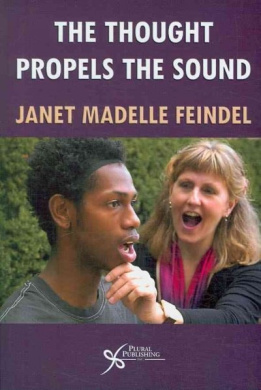 THE THOUGHT
PROPELS THE SOUND
JANET MADELLE FEINDEL
PLURAL
PUBLISHING